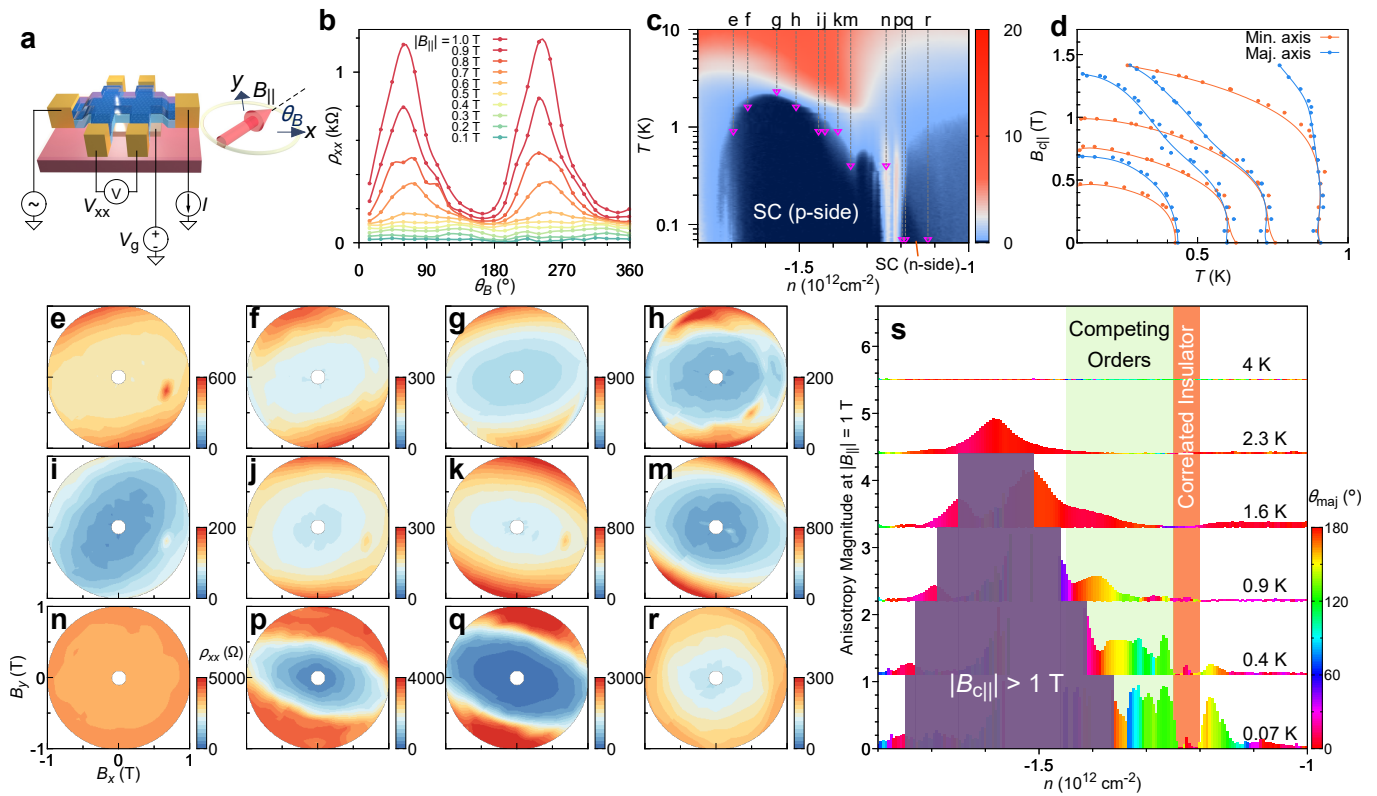 a
y
B||
θB
x
~
V
Vxx
Vg
+
-
I
b
|B||| =
1.0 T
0.9 T
0.8 T
0.7 T
0.5 T
0.4 T
0.3 T
0.2 T
0.1 T
ρxx (kΩ)
1
0
0 90 180 270 360
θB (°)
c
e f g h i j k m n p q r
T (K)
10
1
0.1
SC (p-side)
SC (n-side)
-1.5 -1
n (10¹² cm⁻²)
20
10
0
d
Min. axis
Maj. axis
Bc|| (T)
1.5
1
0.5
0
0.5 1
T (K)
e
600
0
f
300
0
g
900
0
h
200
0
i
200
0
j
300
0
k
800
0
m
800
0
n
ρxx (Ω)
5000
0
p
4000
0
q
3000
0
r
300
0
By (T)
1
0
-1
-1 0 1
Bx (T)
s
Competing
Orders
Correlated Insulator
4 K
2.3 K
1.6 K
0.9 K
0.4 K
0.07 K
|Bc||| > 1 T
Anisotropy Magnitude at |B||| = 1 T
6
5
4
3
2
1
0
-1.5 -1
n (10¹² cm⁻²)
θmaj (°)
180
120
60
0